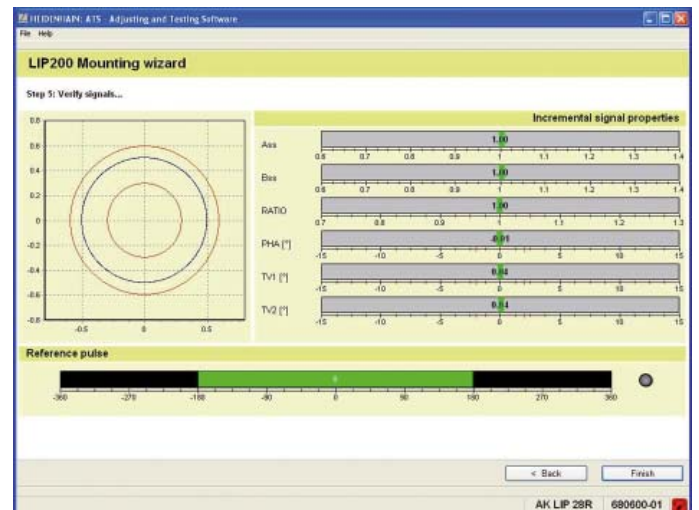 HEIDENHAIN: ATS - Adjusting and Testing Software
File Help
LIP200 Mounting wizard
Step 5: Verify signals...
Incremental signal properties
0.8
0.6
0.4
0.2
0
-0.2
-0.4
-0.6
-0.8
-0.5 0 0.5
Ass 1.00
0.6 0.7 0.8 0.9 1 1.1 1.2 1.3 1.4
Bss 1.00
0.6 0.7 0.8 0.9 1 1.1 1.2 1.3 1.4
RATIO 1.00
0.7 0.8 0.9 1 1.1 1.2 1.3
PHA [°] -0.01
-15 -10 -5 0 5 10 15
TV1 [°] 0.04
-15 -10 -5 0 5 10 15
TV2 [°] 0.04
-15 -10 -5 0 5 10 15
Reference pulse
0
-360 -270 -180 -90 0 90 180 270 360
< Back Finish
AK LIP 28R 680600-01